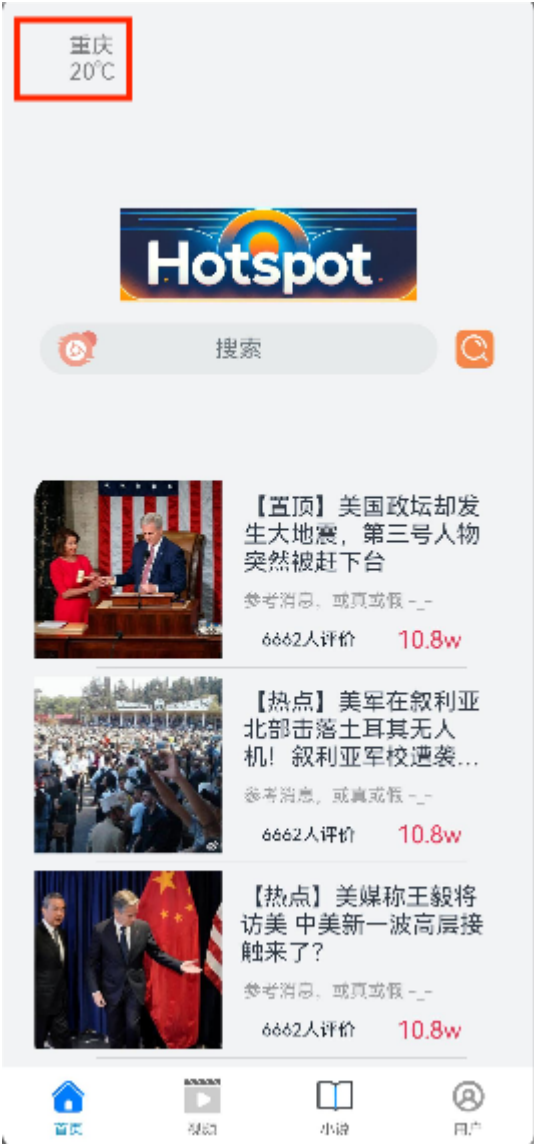 重庆
20℃
Hotspot
搜索
【置顶】美国政坛却发
生大地震，第三号人物
突然被赶下台
参考消息，或真或假 -_-
6662人评价 10.8w
【热点】美军在叙利亚
北部击落土耳其无人
机！叙利亚军校遭袭...
参考消息，或真或假 -_-
6662人评价 10.8w
【热点】美媒称王毅将
访美 中美新一波高层接
触来了？
参考消息，或真或假 -_-
6662人评价 10.8w
首页 视频 小说 用户